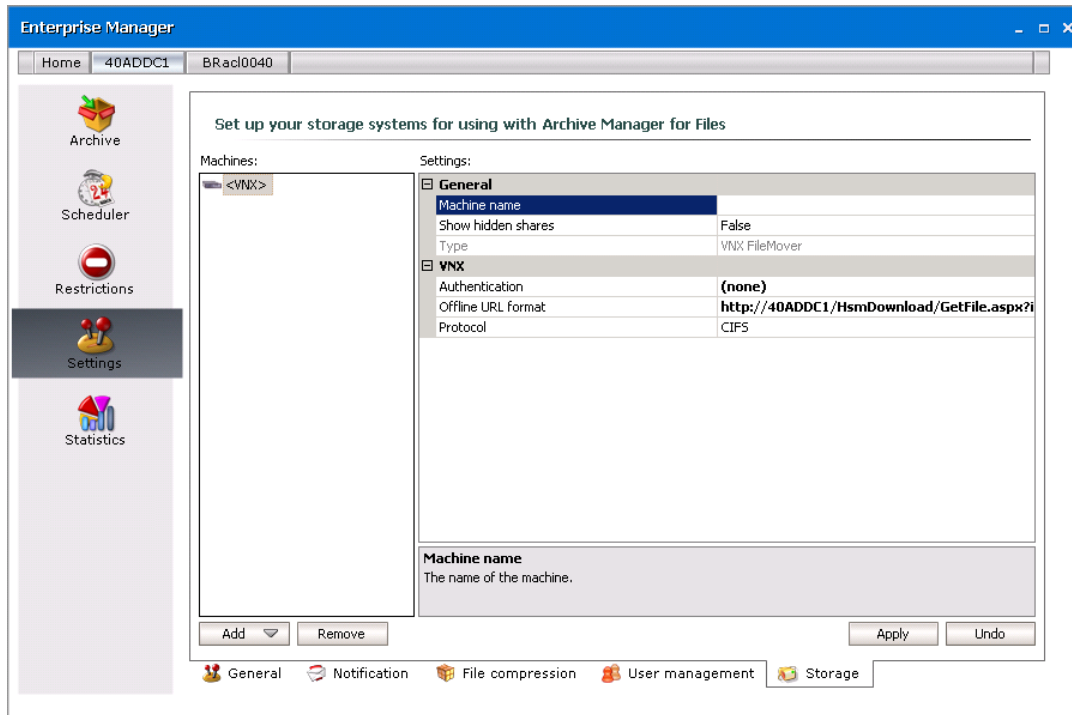 Enterprise Manager
Home 40ADDC1 BRacl0040
Archive
Scheduler
Restrictions
Settings
Statistics
Set up your storage systems for using with Archive Manager for Files
Machines:
<VNX>
Settings:
General
Machine name
Show hidden shares False
Type VNX FileMover
VNX
Authentication (none)
Offline URL format http://40ADDC1/HsmDownload/GetFile.aspx?i
Protocol CIFS
Machine name
The name of the machine.
Add Remove Apply Undo
General Notification File compression User management Storage